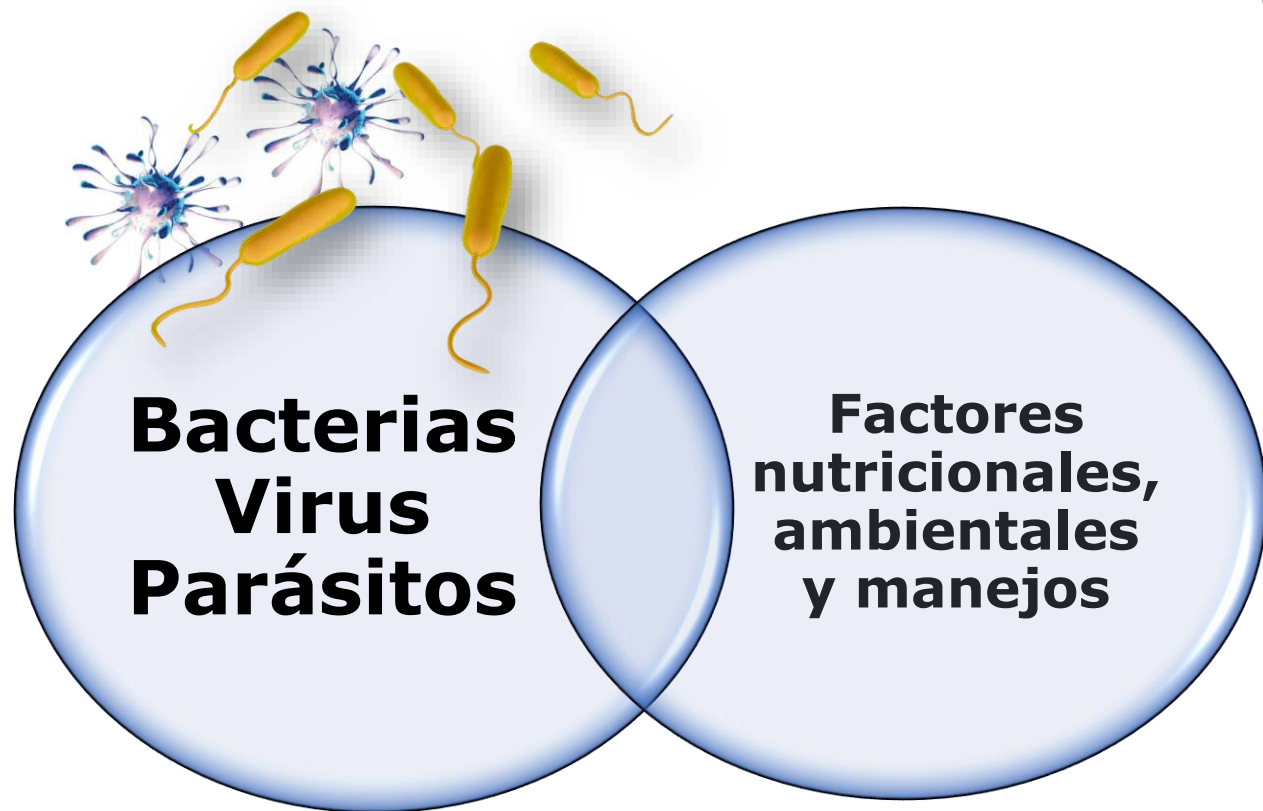 Bacterias
Virus
Parásitos
Factores
nutricionales,
ambientales
y manejos